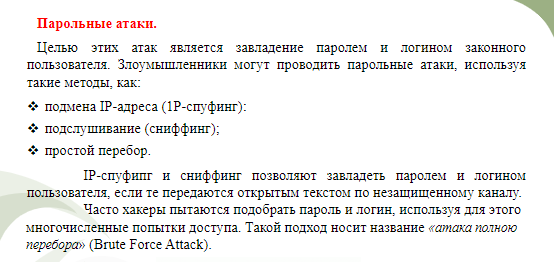 Парольные атаки.
Целью этих атак является завладение паролем и логином законного
пользователя. Злоумышленники могут проводить парольные атаки, используя
такие методы, как:
❖ подмена IP-адреса (1Р-спуфинг):
❖ подслушивание (сниффинг);
❖ простой перебор.
IP-спуфипг и сниффинг позволяют завладеть паролем и логином
пользователя, если те передаются открытым текстом по незащищенному каналу.
Часто хакеры пытаются подобрать пароль и логин, используя для этого
многочисленные попытки доступа. Такой подход носит название «атака полною
перебора» (Brute Force Attack).